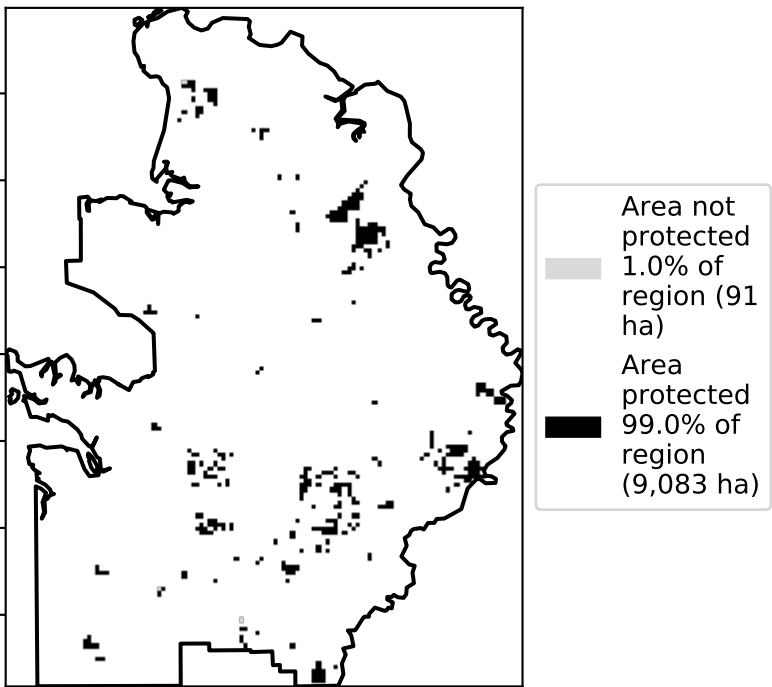 Area not
protected
1.0% of
region (91
ha)
Area
protected
99.0% of
region
(9,083 ha)